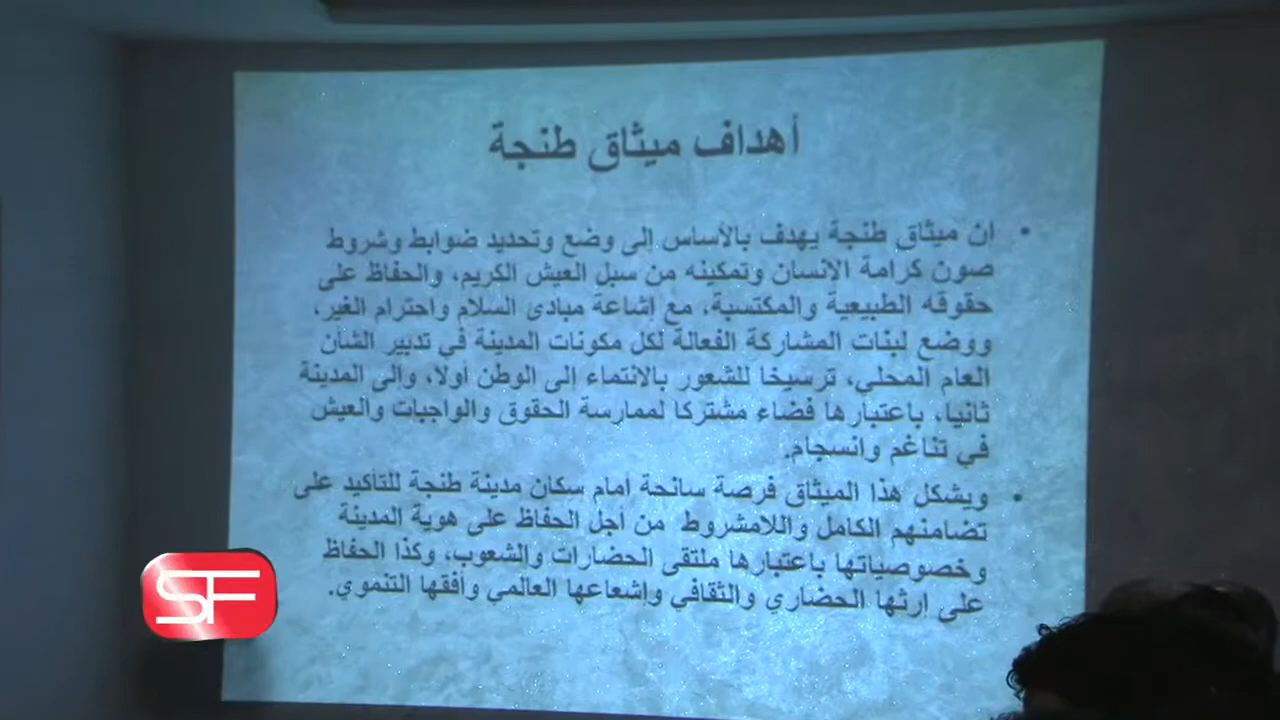 أهداف ميثاق طنجة
• ان ميثاق طنجة يهدف بالأساس إلى وضع وتحديد ضوابط وشروط
صون كرامة الإنسان وتمكينه من سبل العيش الكريم، والحفاظ على
حقوقه الطبيعية والمكتسبة، مع إشاعة مبادئ السلام واحترام الغير،
ووضع لبنات المشاركة الفعالة لكل مكونات المدينة في تدبير الشأن
العام المحلي، ترسيخا للشعور بالانتماء الى الوطن أولا، والى المدينة
ثانيا، باعتبارها فضاء مشتركا لممارسة الحقوق والواجبات والعيش
في تناغم وانسجام.
• ويشكل هذا الميثاق فرصة سانحة أمام سكان مدينة طنجة للتأكيد على
تضامنهم الكامل واللامشروط من أجل الحفاظ على هوية المدينة
وخصوصياتها باعتبارها ملتقى الحضارات والشعوب، وكذا الحفاظ
على إرثها الحضاري والثقافي وإشعاعها العالمي وأفقها التنموي.
SF